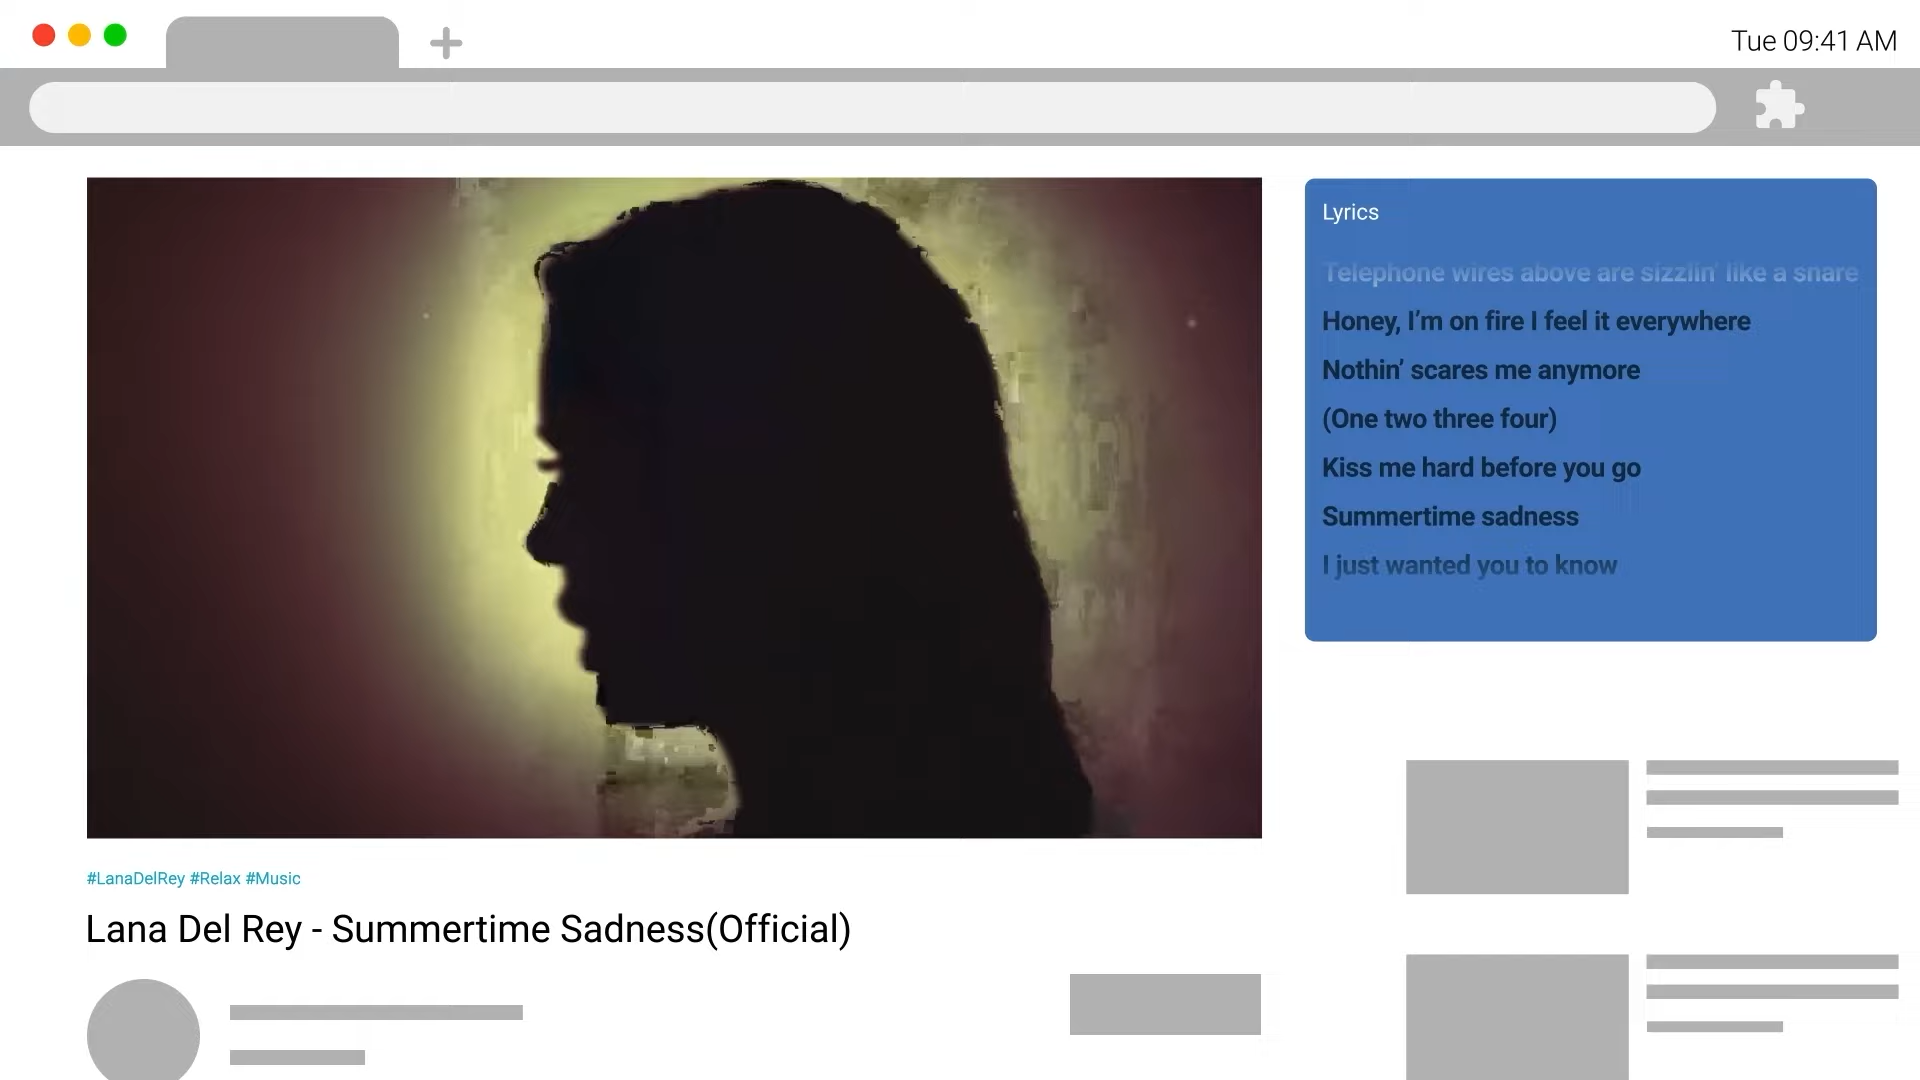 Tue 09:41 AM
Lyrics
Telephone wires above are sizzlin’ like a snare
Honey, I’m on fire I feel it everywhere
Nothin’ scares me anymore
(One two three four)
Kiss me hard before you go
Summertime sadness
I just wanted you to know
#LanaDelRey #Relax #Music
Lana Del Rey - Summertime Sadness(Official)